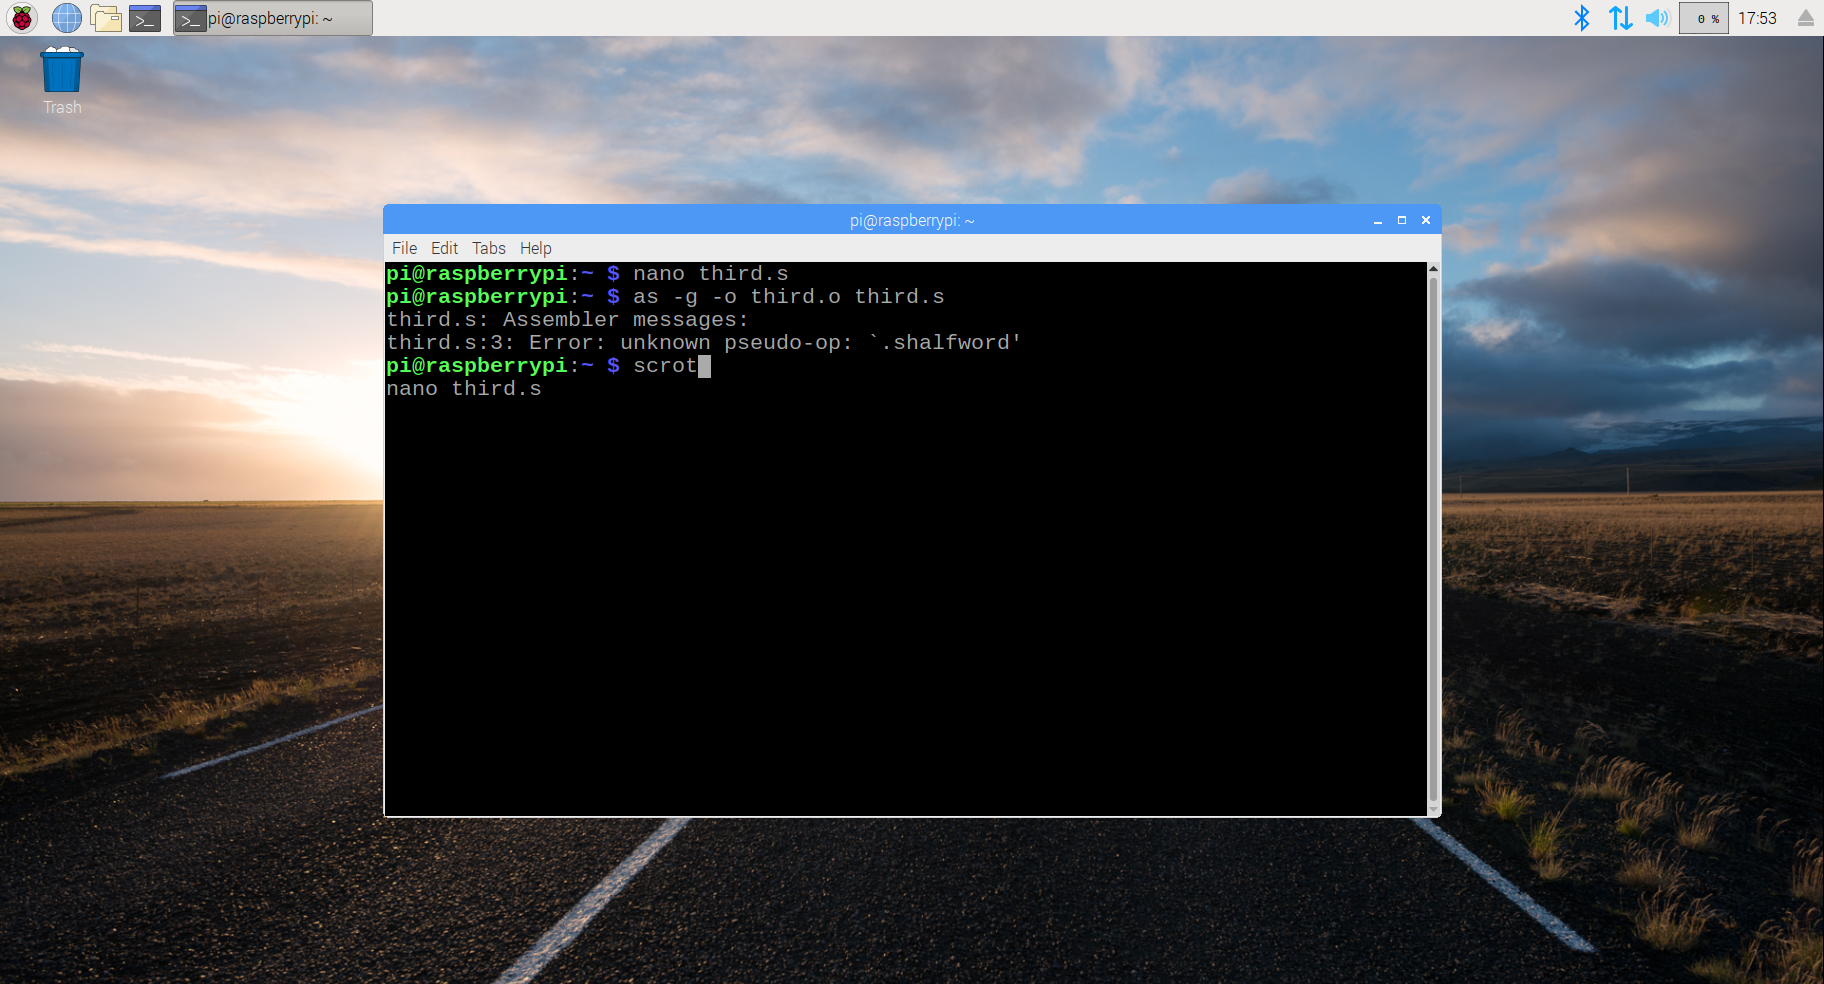 pi@raspberrypi: ~
0 %
17:53
Trash
pi@raspberrypi: ~
File Edit Tabs Help
pi@raspberrypi:~ $ nano third.s
pi@raspberrypi:~ $ as -g -o third.o third.s
third.s: Assembler messages:
third.s:3: Error: unknown pseudo-op: `.shalfword'
pi@raspberrypi:~ $ scrot
nano third.s